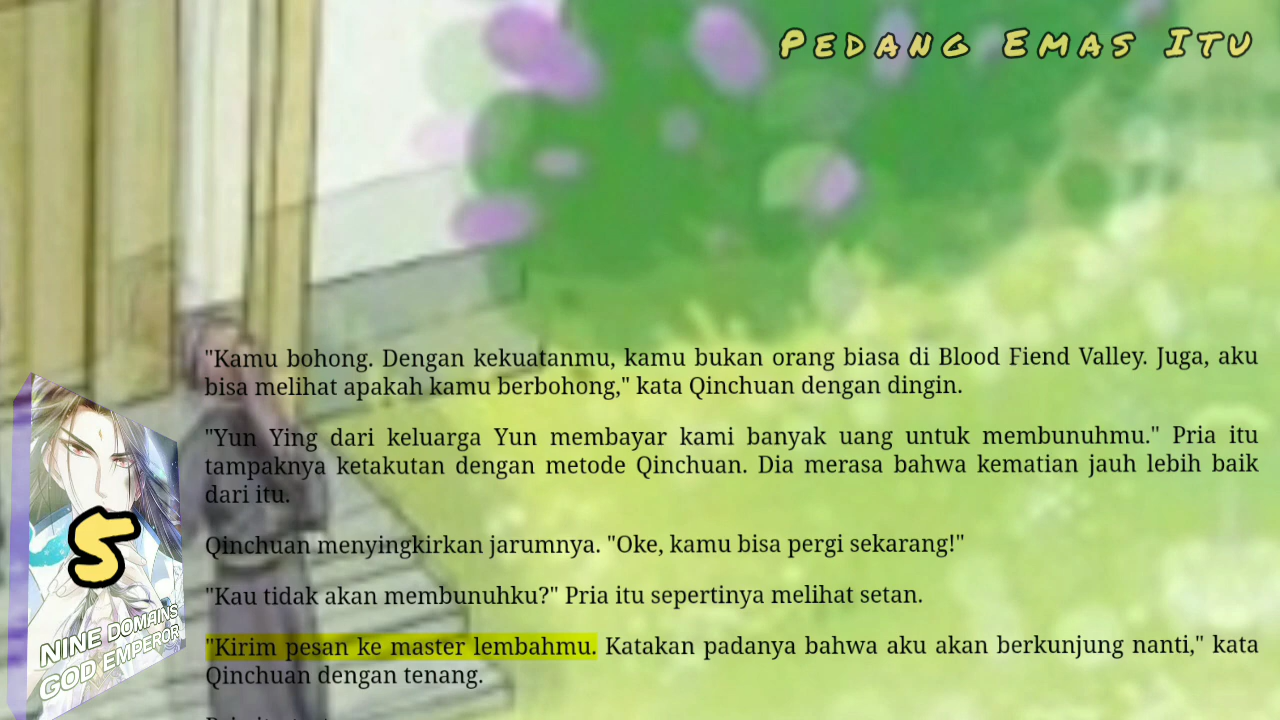 PEDANG EMAS ITU
"Kamu bohong. Dengan kekuatanmu, kamu bukan orang biasa di Blood Fiend Valley. Juga, aku
bisa melihat apakah kamu berbohong," kata Qinchuan dengan dingin.
"Yun Ying dari keluarga Yun membayar kami banyak uang untuk membunuhmu." Pria itu
tampaknya ketakutan dengan metode Qinchuan. Dia merasa bahwa kematian jauh lebih baik
dari itu.
Qinchuan menyingkirkan jarumnya. "Oke, kamu bisa pergi sekarang!"
"Kau tidak akan membunuhku?" Pria itu sepertinya melihat setan.
"Kirim pesan ke master lembahmu. Katakan padanya bahwa aku akan berkunjung nanti," kata
Qinchuan dengan tenang.
5
NINE DOMAINS
GOD EMPEROR